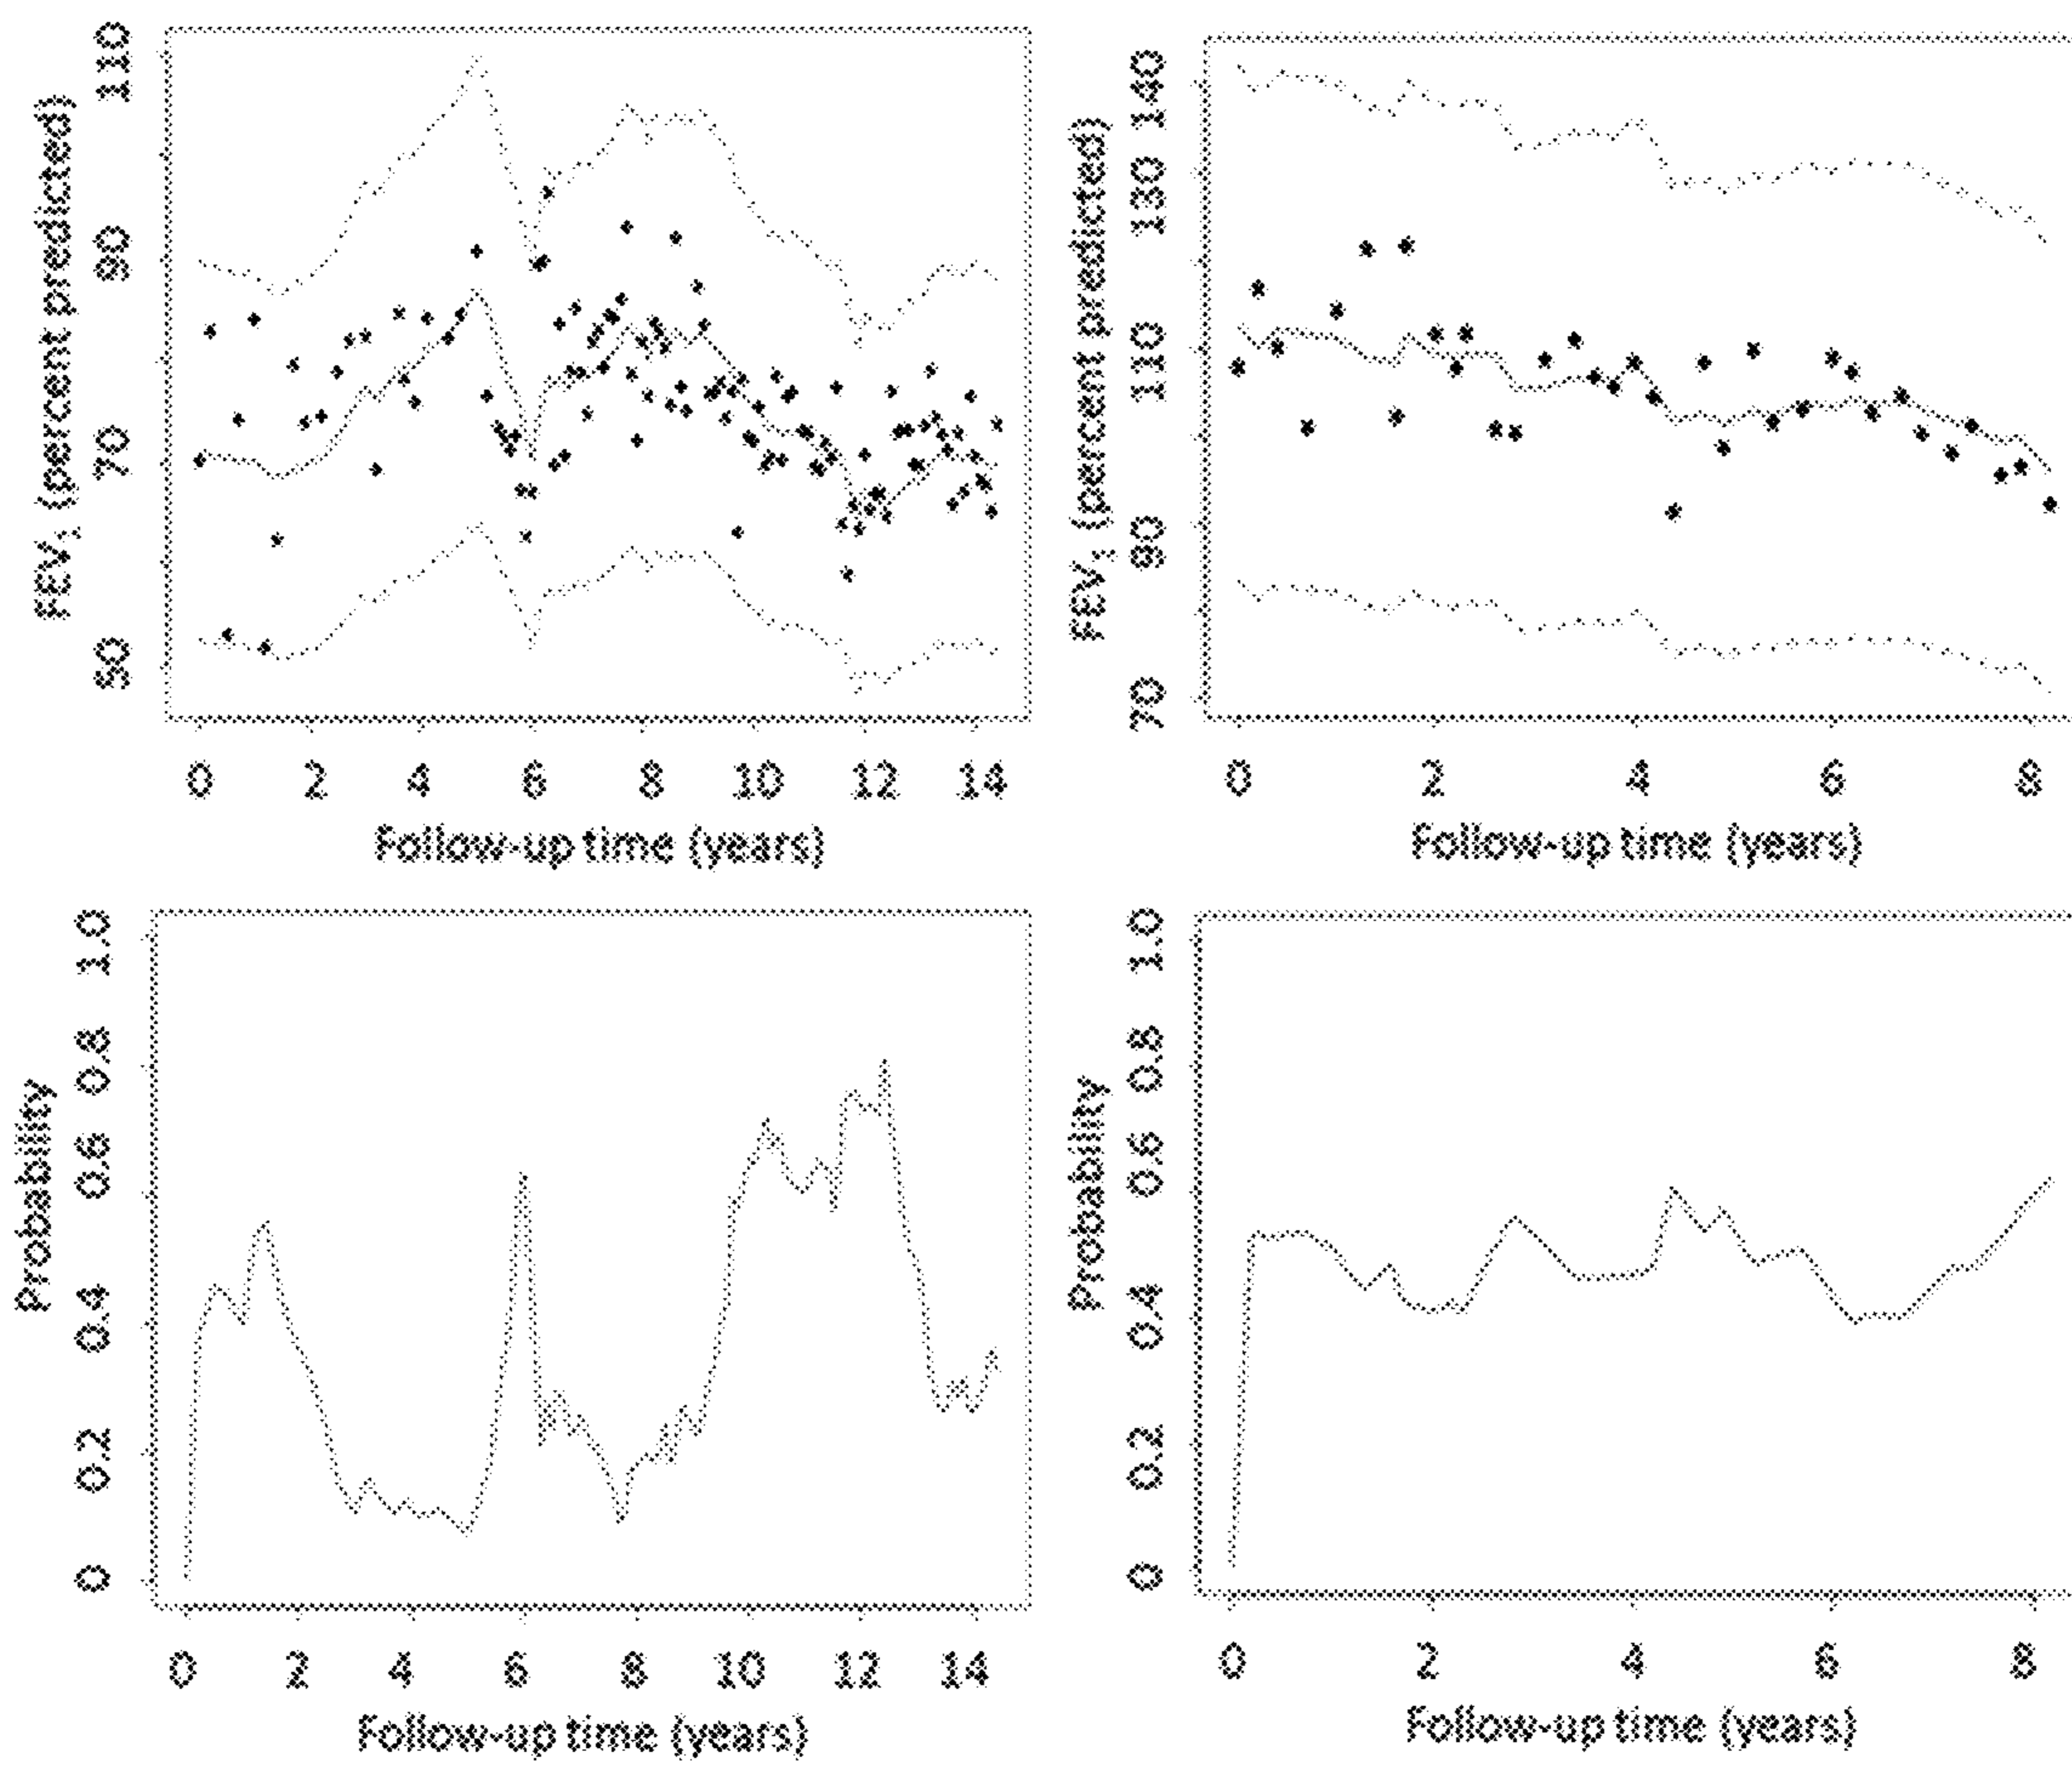 FEV₁ (percent predicted)
110
90
70
50
0 2 4 6 8 10 12 14
Follow-up time (years)
FEV₁ (percent predicted)
140
130
110
90
70
0 2 4 6 8
Follow-up time (years)
Probability
1.0
0.8
0.6
0.4
0.2
0
0 2 4 6 8 10 12 14
Follow-up time (years)
Probability
1.0
0.8
0.6
0.4
0.2
0
0 2 4 6 8
Follow-up time (years)